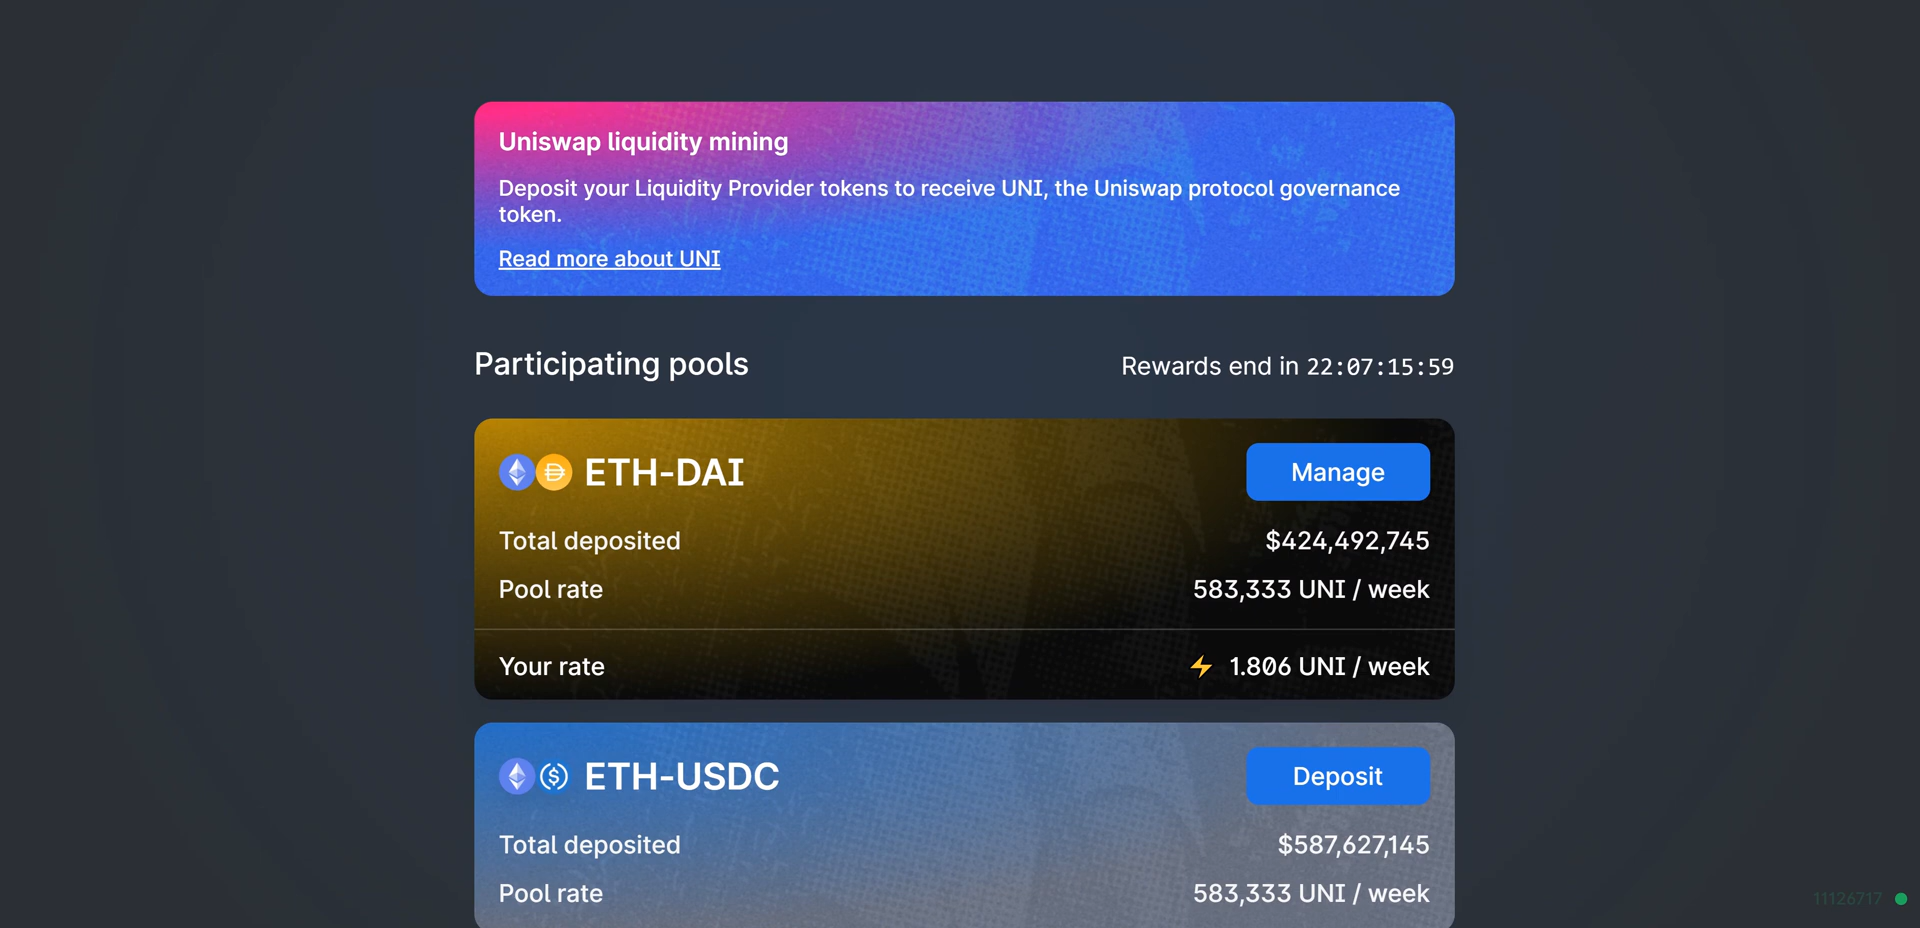 Uniswap liquidity mining
Deposit your Liquidity Provider tokens to receive UNI, the Uniswap protocol governance
token.
Read more about UNI
Participating pools
Rewards end in 22:07:15:59
ETH-DAI
Manage
Total deposited
$424,492,745
Pool rate
583,333 UNI / week
Your rate
1.806 UNI / week
ETH-USDC
Deposit
Total deposited
$587,627,145
Pool rate
583,333 UNI / week
11126717